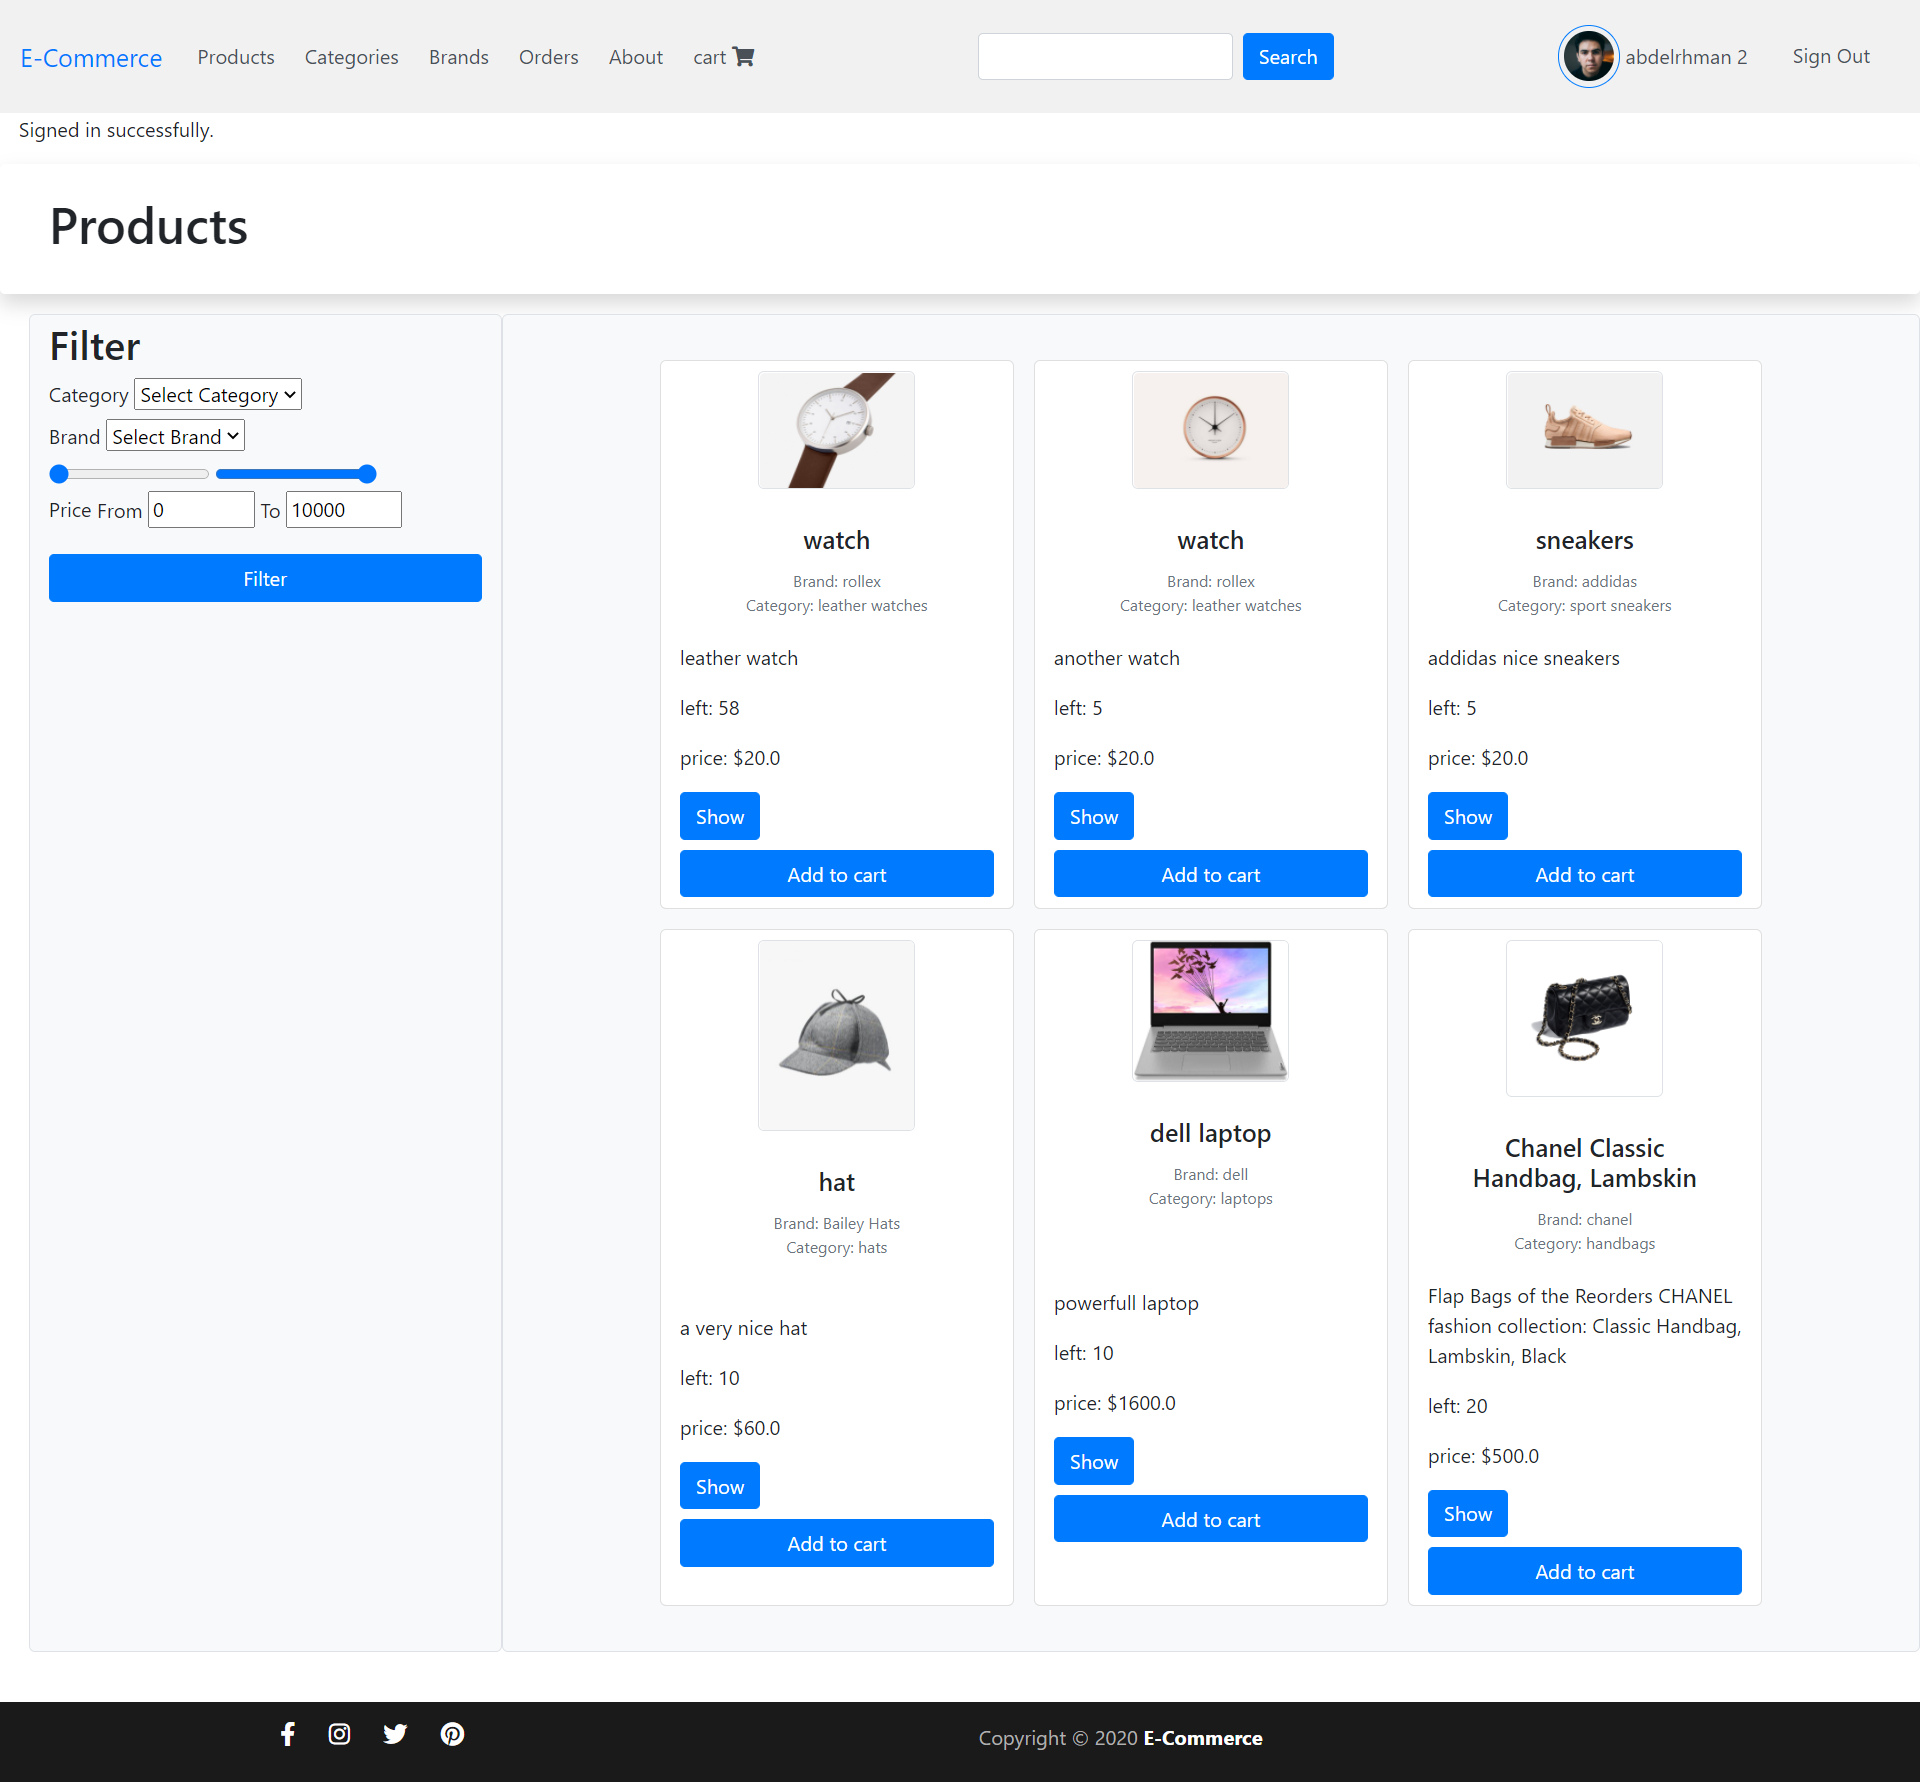 E-Commerce Products Categories Brands Orders About cart Search abdelrhman 2 Sign Out
Signed in successfully.
Products
Filter
Category Select Category
Brand Select Brand
Price From 0 To 10000
Filter
watch
Brand: rollex
Category: leather watches
leather watch
left: 58
price: $20.0
Show
Add to cart
watch
Brand: rollex
Category: leather watches
another watch
left: 5
price: $20.0
Show
Add to cart
sneakers
Brand: addidas
Category: sport sneakers
addidas nice sneakers
left: 5
price: $20.0
Show
Add to cart
hat
Brand: Bailey Hats
Category: hats
a very nice hat
left: 10
price: $60.0
Show
Add to cart
dell laptop
Brand: dell
Category: laptops
powerfull laptop
left: 10
price: $1600.0
Show
Add to cart
Chanel Classic
Handbag, Lambskin
Brand: chanel
Category: handbags
Flap Bags of the Reorders CHANEL
fashion collection: Classic Handbag,
Lambskin, Black
left: 20
price: $500.0
Show
Add to cart
Copyright © 2020 E-Commerce